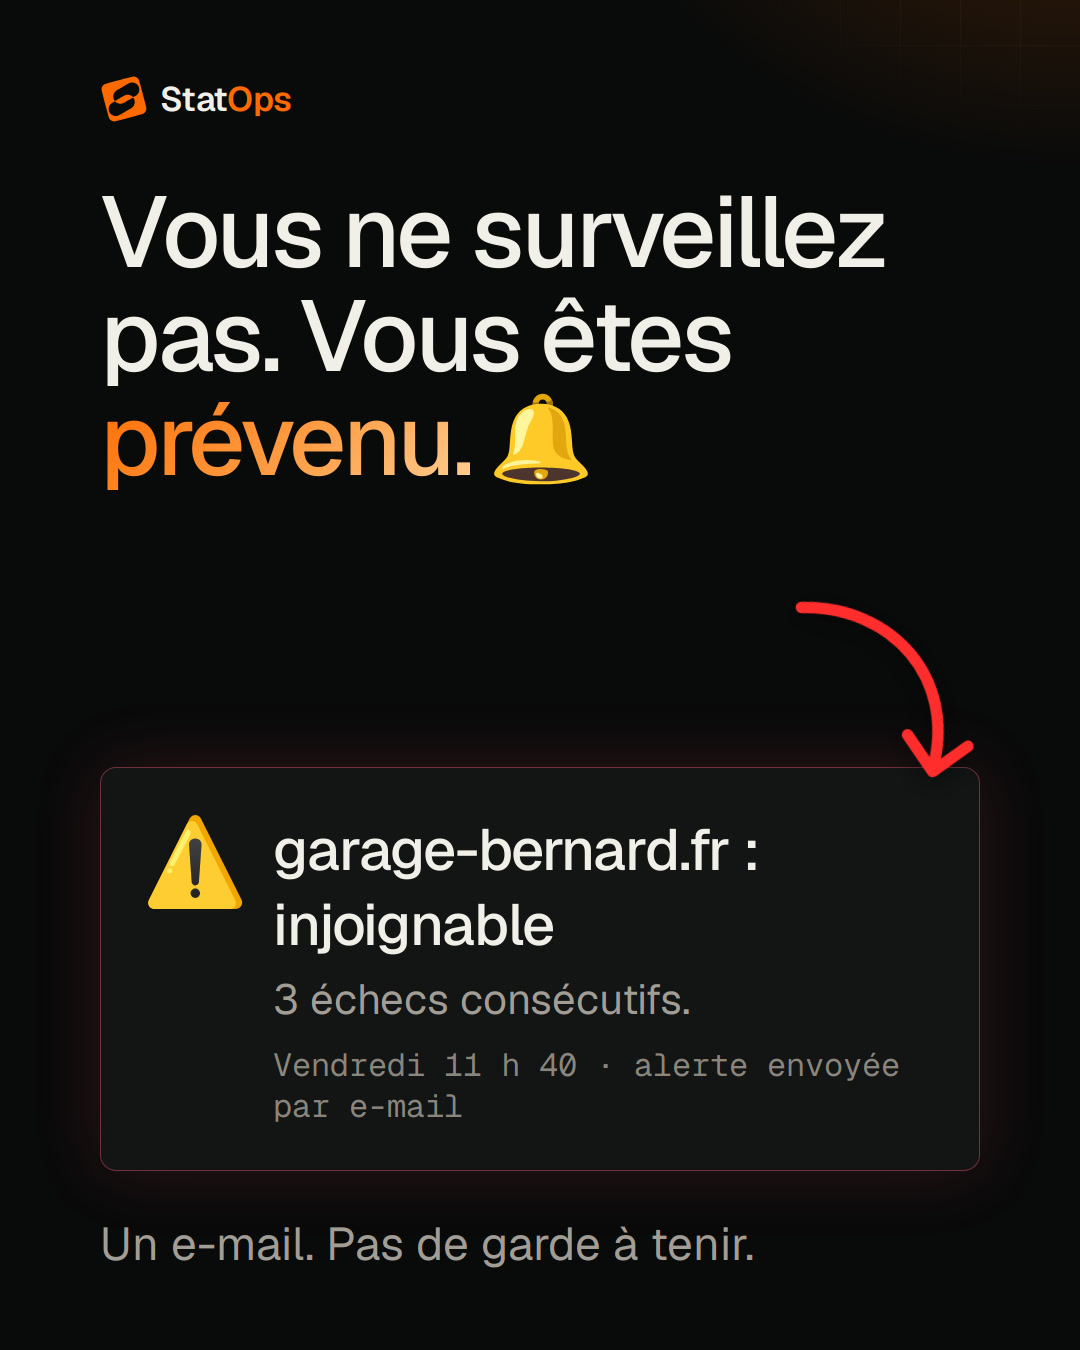 StatOps
Vous ne surveillez
pas. Vous êtes
prévenu. 🔔
garage-bernard.fr :
injoignable
3 échecs consécutifs.
Vendredi 11 h 40 · alerte envoyée
par e-mail
Un e-mail. Pas de garde à tenir.